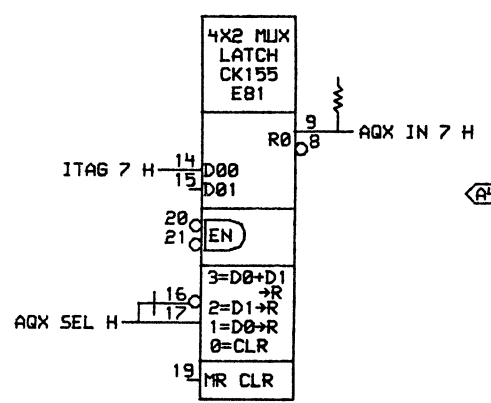 4X2 MUX
LATCH
CK155
E81
9
R0
8
AQX IN 7 H
ITAG 7 H
14
D00
15
D01
20
21
EN
3=D0+D1
→R
16
2=D1→R
AQX SEL H
17
1=D0→R
0=CLR
19
MR CLR